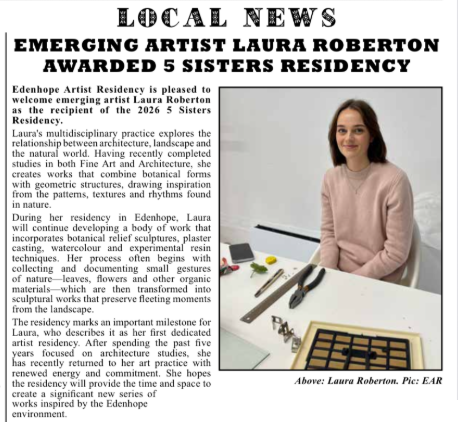 LOCAL NEWS
EMERGING ARTIST LAURA ROBERTON
AWARDED 5 SISTERS RESIDENCY
Edenhope Artist Residency is pleased to
welcome emerging artist Laura Roberton
as the recipient of the 2026 5 Sisters
Residency.
Laura's multidisciplinary practice explores the
relationship between architecture, landscape and
the natural world. Having recently completed
studies in both Fine Art and Architecture, she
creates works that combine botanical forms
with geometric structures, drawing inspiration
from the patterns, textures and rhythms found
in nature.
During her residency in Edenhope, Laura
will continue developing a body of work that
incorporates botanical relief sculptures, plaster
casting, watercolour and experimental resin
techniques. Her process often begins with
collecting and documenting small gestures
of nature—leaves, flowers and other organic
materials—which are then transformed into
sculptural works that preserve fleeting moments
from the landscape.
The residency marks an important milestone for
Laura, who describes it as her first dedicated
artist residency. After spending the past five
years focused on architecture studies, she
has recently returned to her art practice with
renewed energy and commitment. She hopes
the residency will provide the time and space to
create a significant new series of
works inspired by the Edenhope
environment.
Above: Laura Roberton. Pic: EAR